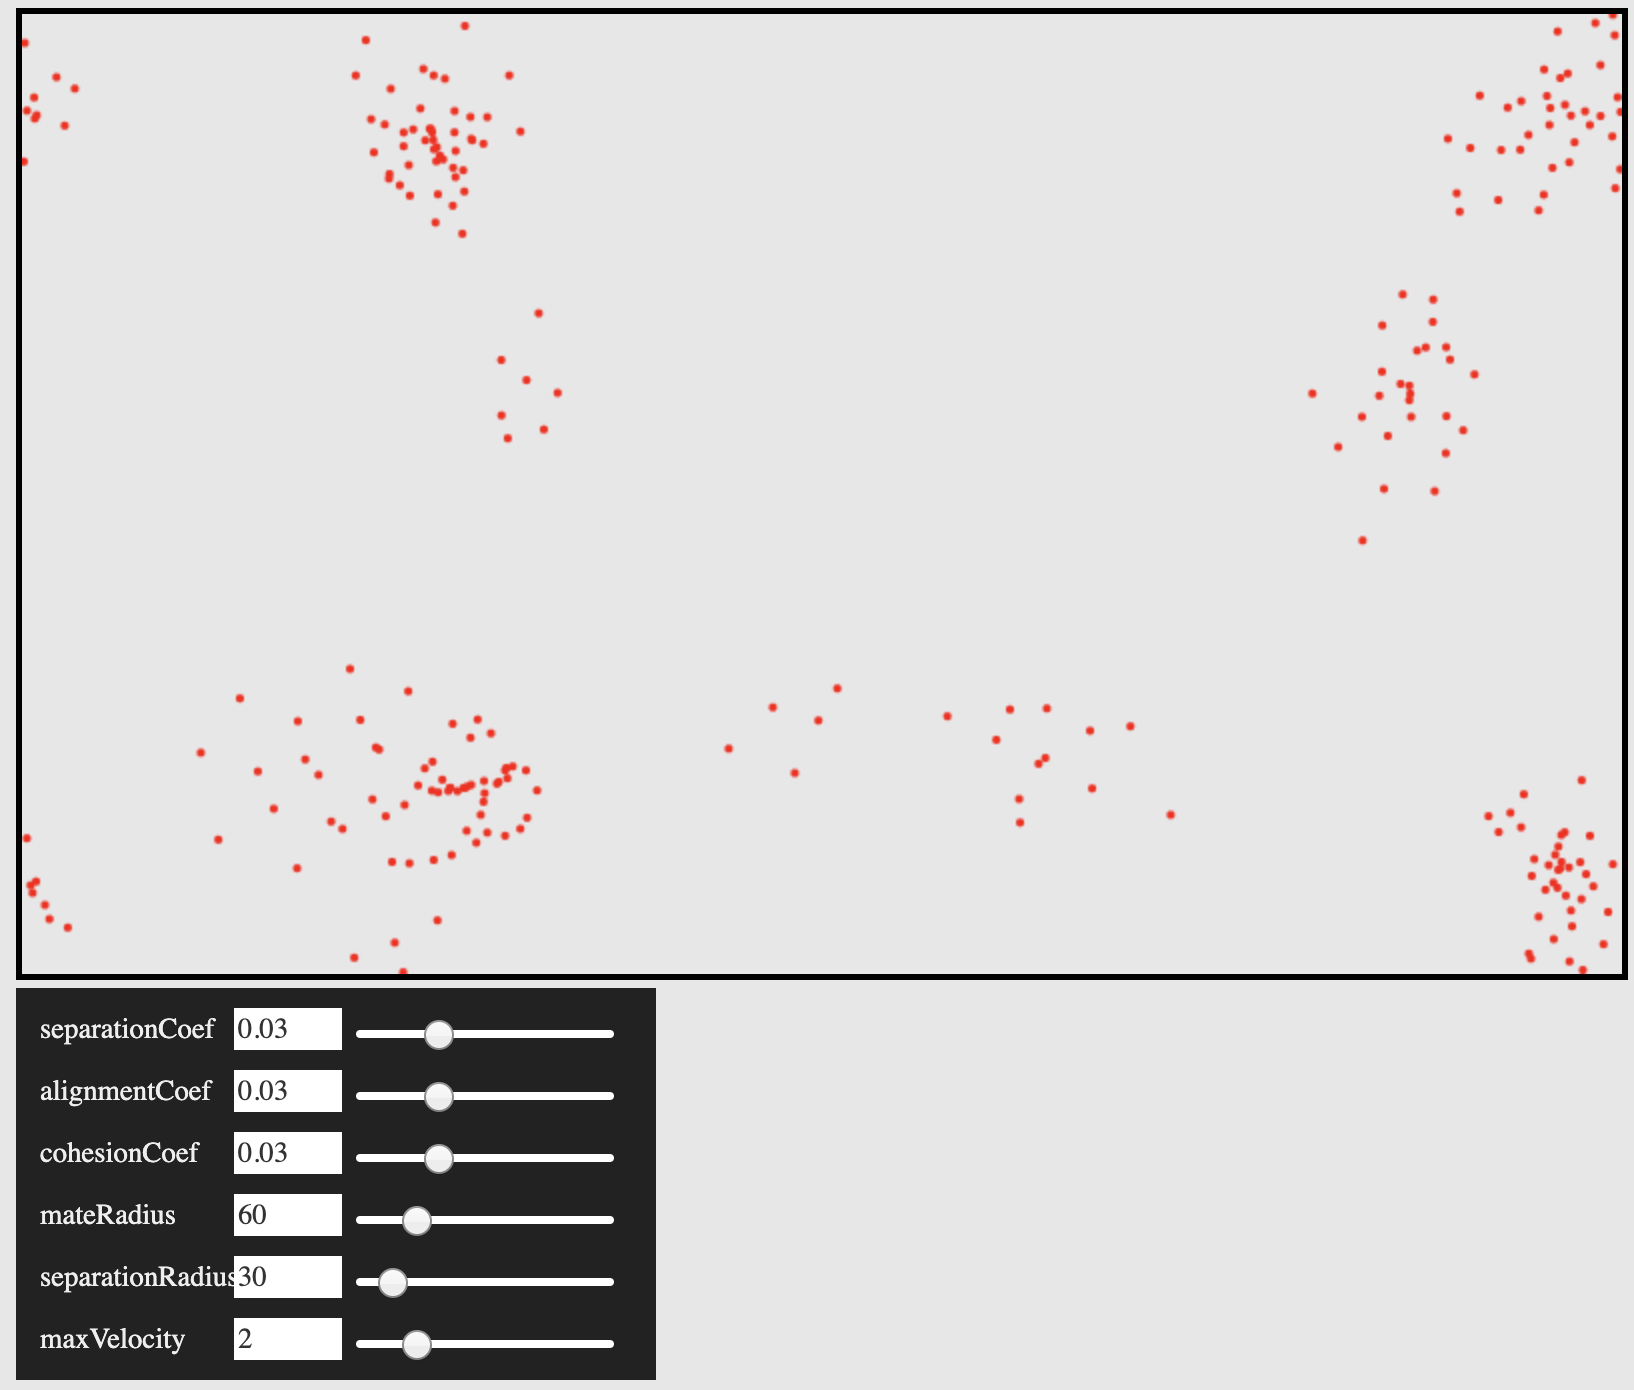 separationCoef 0.03
alignmentCoef 0.03
cohesionCoef 0.03
mateRadius 60
separationRadius 30
maxVelocity 2